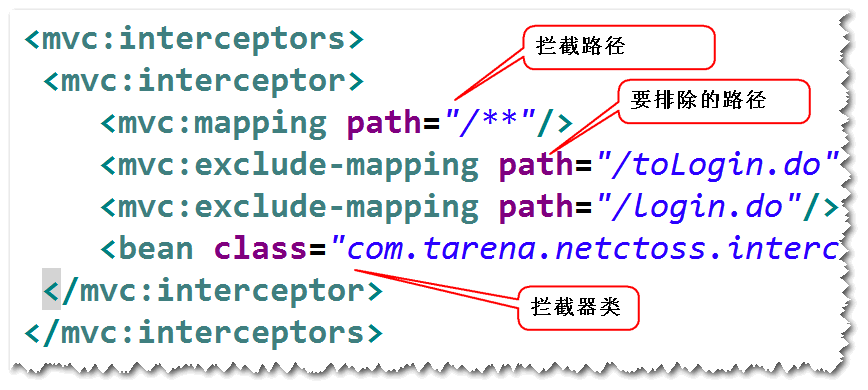 <mvc:interceptors>
拦截路径
<mvc:interceptor>
要排除的路径
<mvc:mapping path="/**"/>
<mvc:exclude-mapping path="/toLogin.do"
<mvc:exclude-mapping path="/login.do"/>
<bean class="com.tarena.netctoss.interc
</mvc:interceptor>
拦截器类
</mvc:interceptors>